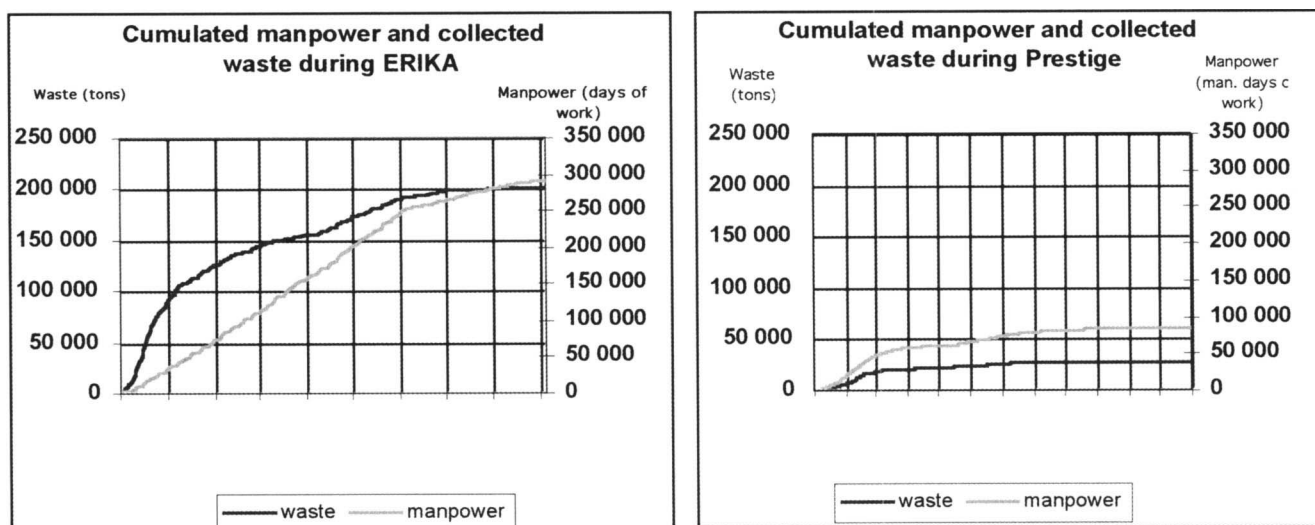 Cumulated manpower and collected
waste during ERIKA
Waste (tons)
Manpower (days of
work)
250 000
200 000
150 000
100 000
50 000
0
350 000
300 000
250 000
200 000
150 000
100 000
50 000
0
waste
manpower
Cumulated manpower and collected
waste during Prestige
Waste
(tons)
Manpower
(man. days c
work)
250 000
200 000
150 000
100 000
50 000
0
350 000
300 000
250 000
200 000
150 000
100 000
50 000
0
waste
manpower